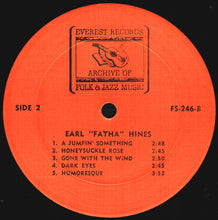 EVEREST RECORDS
ARCHIVE OF
FOLK & JAZZ MUSIC
SIDE 2
FS-246-B
EARL "FATHA" HINES
1. A JUMPIN' SOMETHING 2:48
2. HONEYSUCKLE ROSE 2:45
3. GONE WITH THE WIND 2:50
4. DARK EYES 2:45
5. HUMORESQUE 3:52